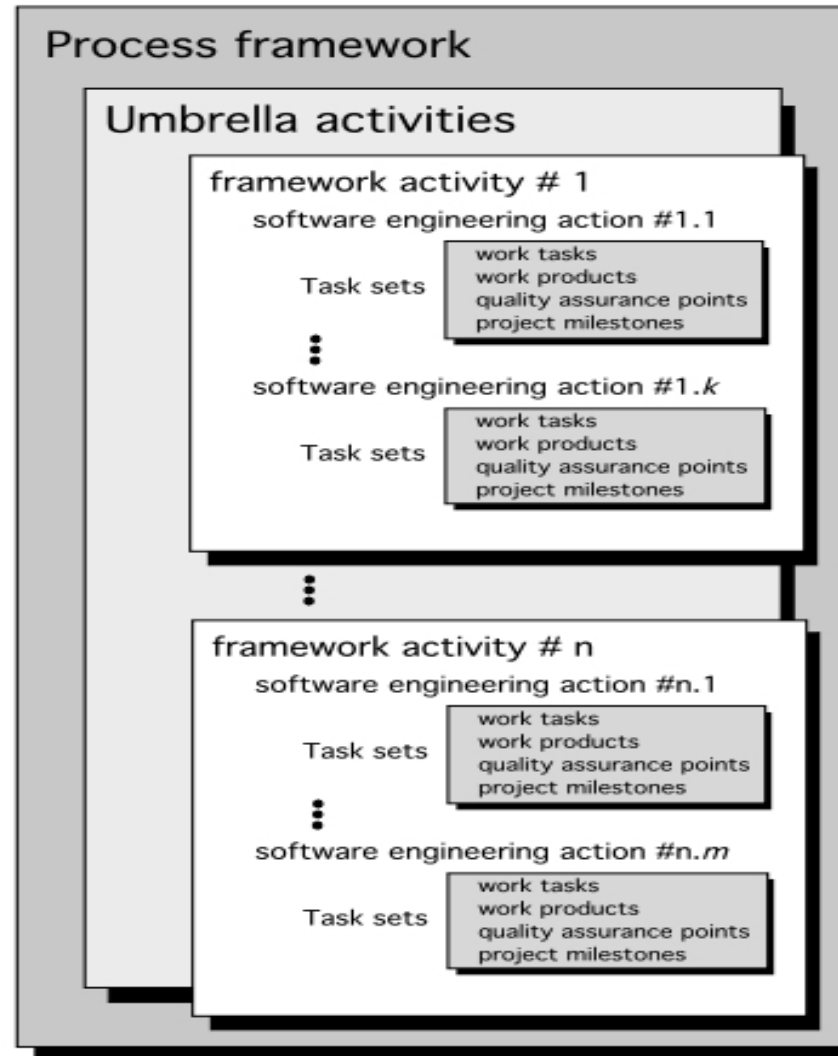 Process framework
Umbrella activities
framework activity # 1
software engineering action #1.1
Task sets
work tasks
work products
quality assurance points
project milestones
software engineering action #1.k
Task sets
work tasks
work products
quality assurance points
project milestones
framework activity # n
software engineering action #n.1
Task sets
work tasks
work products
quality assurance points
project milestones
software engineering action #n.m
Task sets
work tasks
work products
quality assurance points
project milestones